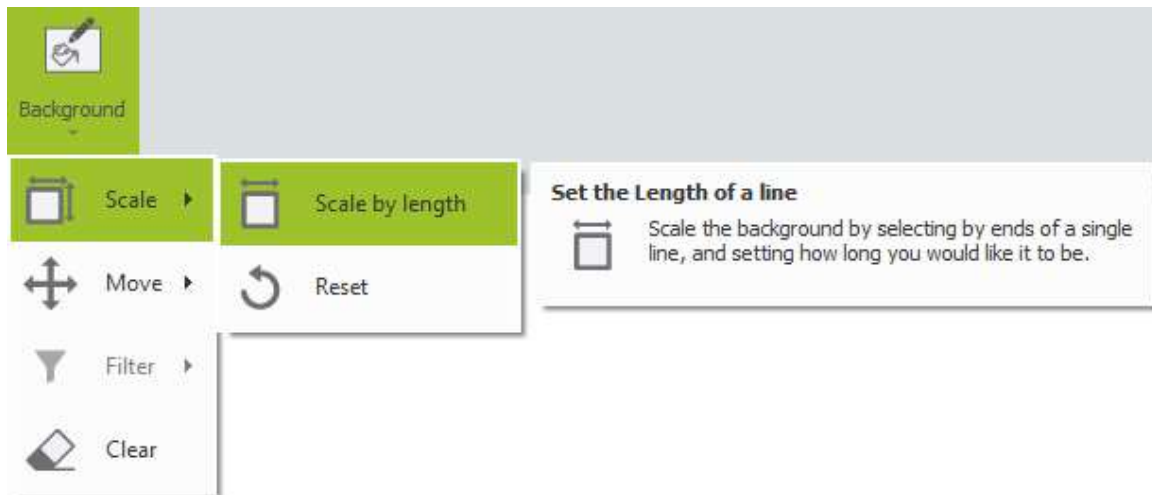 Background
Scale
Scale by length
Set the Length of a line
Scale the background by selecting by ends of a single
line, and setting how long you would like it to be.
Move
Reset
Filter
Clear